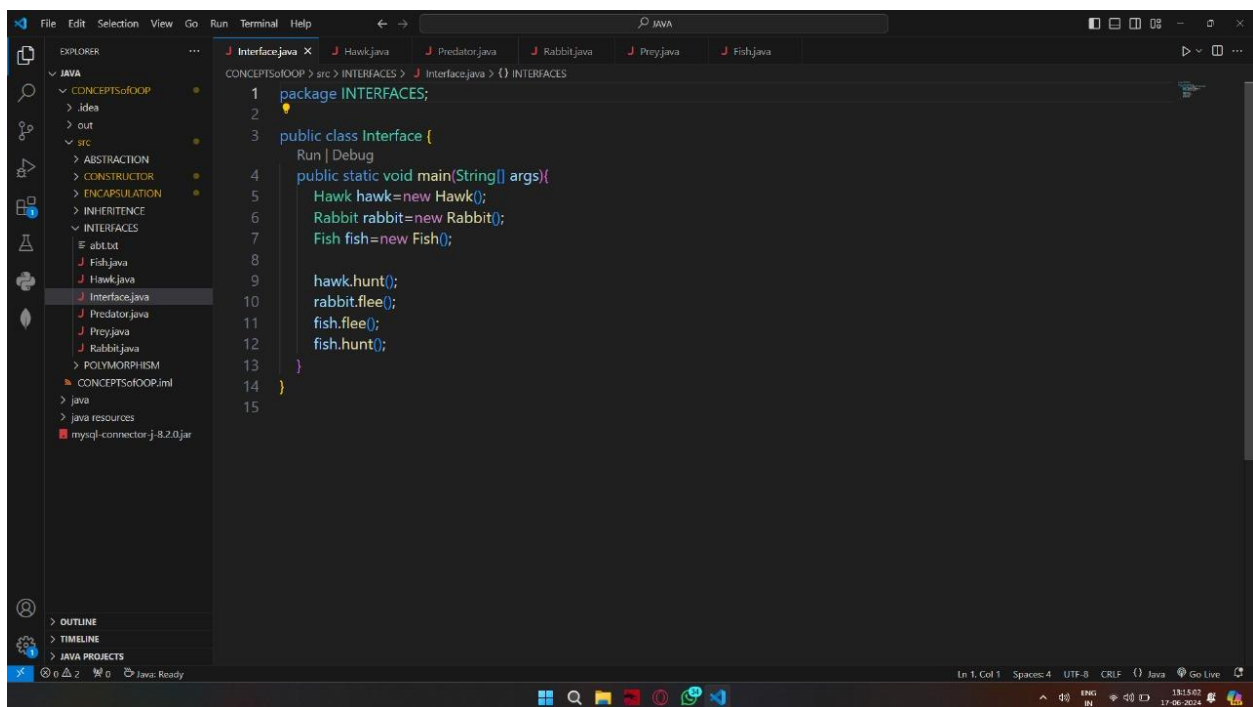 File Edit Selection View Go Run Terminal Help
JAVA
EXPLORER
JAVA
CONCEPTSofOOP
.idea
out
src
ABSTRACTION
CONSTRUCTOR
ENCAPSULATION
INHERITENCE
INTERFACES
abt.txt
J Fish.java
J Hawk.java
J Interface.java
J Predator.java
J Prey.java
J Rabbit.java
POLYMORPHISM
CONCEPTSofOOP.iml
java
java resources
mysql-connector-j-8.2.0.jar
OUTLINE
TIMELINE
JAVA PROJECTS
J Interface.java J Hawk.java J Predator.java J Rabbit.java J Prey.java J Fish.java
CONCEPTSofOOP > src > INTERFACES > J Interface.java > {} INTERFACES
1 package INTERFACES;
2
3 public class Interface {
Run | Debug
4 public static void main(String[] args){
5 Hawk hawk=new Hawk();
6 Rabbit rabbit=new Rabbit();
7 Fish fish=new Fish();
8
9 hawk.hunt();
10 rabbit.flee();
11 fish.flee();
12 fish.hunt();
13 }
14 }
15
0 2 0 Java: Ready
Ln 1, Col 1 Spaces: 4 UTF-8 CRLF {} Java Go Live
ENG
IN
13:15:02
17-06-2024